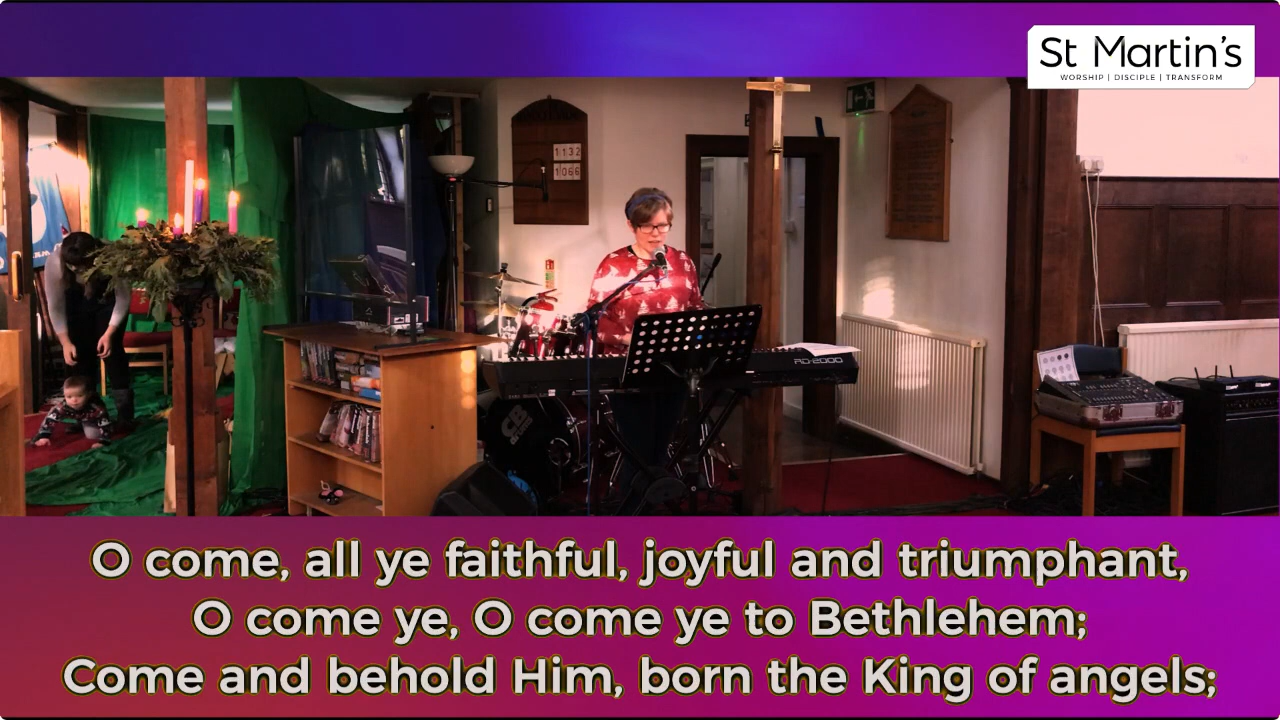 St Martin's
WORSHIP | DISCIPLE | TRANSFORM
1132
1066
RD-2000
CB
O come, all ye faithful, joyful and triumphant,
O come ye, O come ye to Bethlehem;
Come and behold Him, born the King of angels;